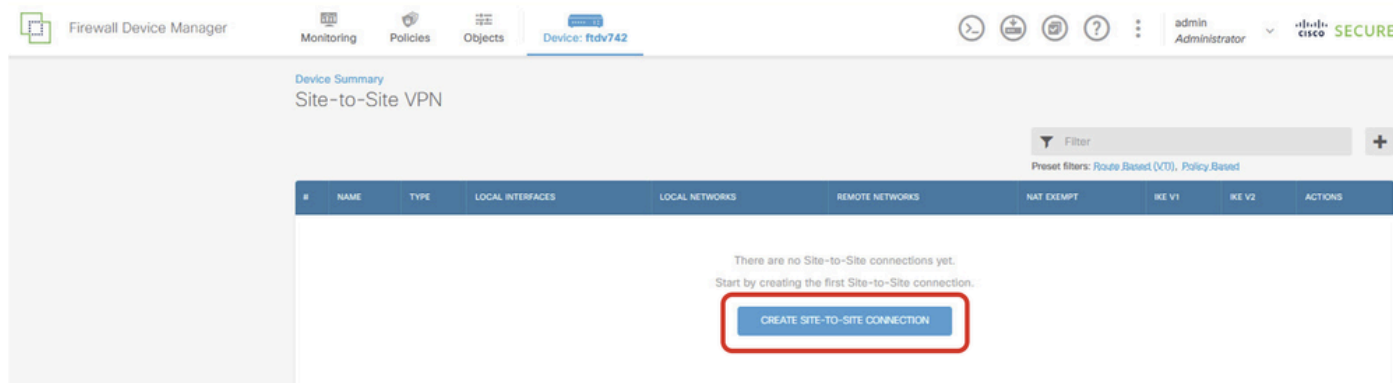 Firewall Device Manager
Monitoring
Policies
Objects
Device: ftdv742
admin
Administrator
cisco SECURE
Device Summary
Site-to-Site VPN
Filter
Preset filters: Route Based (VTI), Policy Based
# NAME TYPE LOCAL INTERFACES LOCAL NETWORKS REMOTE NETWORKS NAT EXEMPT IKE V1 IKE V2 ACTIONS
There are no Site-to-Site connections yet.
Start by creating the first Site-to-Site connection.
CREATE SITE-TO-SITE CONNECTION